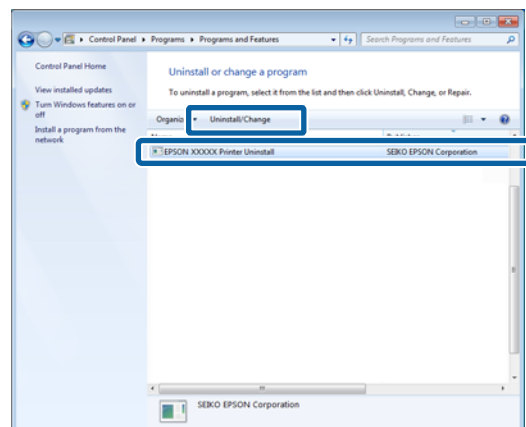 Control Panel ▸ Programs ▸ Programs and Features
Search Programs and Features
Control Panel Home
View installed updates
Turn Windows features on or
off
Install a program from the
network
Uninstall or change a program
To uninstall a program, select it from the list and then click Uninstall, Change, or Repair.
Uninstall/Change
EPSON XXXXX Printer Uninstall SEIKO EPSON Corporation
SEIKO EPSON Corporation